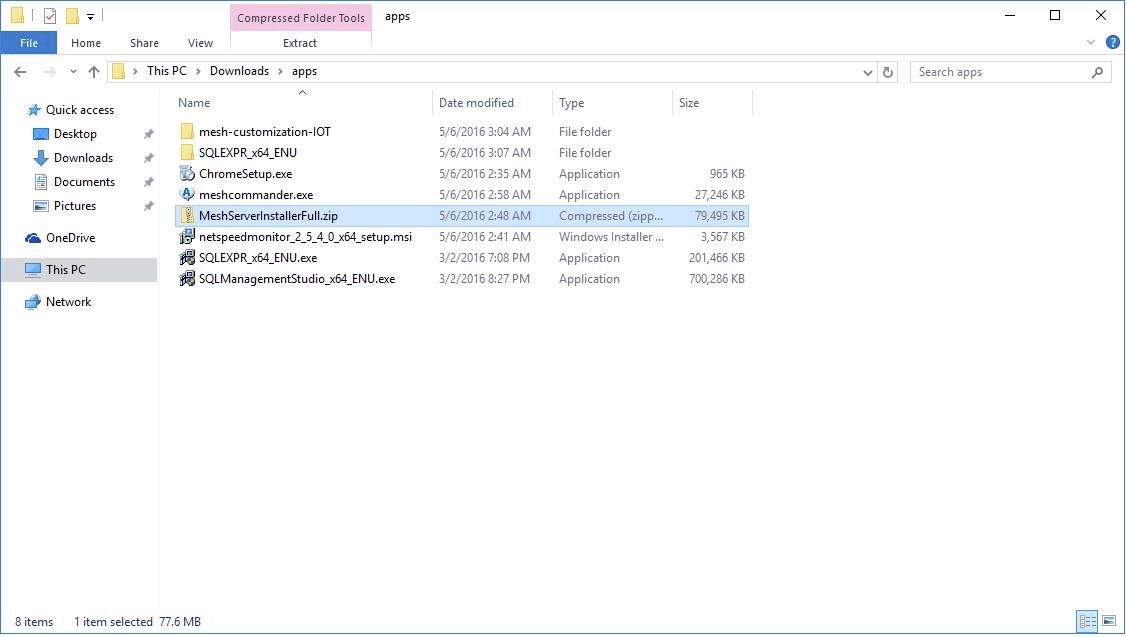 Compressed Folder Tools apps
File Home Share View Extract
This PC Downloads apps Search apps
Name Date modified Type Size
Quick access
Desktop
Downloads
Documents
Pictures
OneDrive
This PC
Network
mesh-customization-IOT 5/6/2016 3:04 AM File folder
SQLEXPR_x64_ENU 5/6/2016 3:07 AM File folder
ChromeSetup.exe 5/6/2016 2:35 AM Application 965 KB
meshcommander.exe 5/6/2016 2:58 AM Application 27,246 KB
MeshServerInstallerFull.zip 5/6/2016 2:48 AM Compressed (zipp... 79,495 KB
netspeedmonitor_2_5_4_0_x64_setup.msi 5/6/2016 2:41 AM Windows Installer ... 3,567 KB
SQLEXPR_x64_ENU.exe 3/2/2016 7:08 PM Application 201,466 KB
SQLManagementStudio_x64_ENU.exe 3/2/2016 8:27 PM Application 700,286 KB
8 items 1 item selected 77.6 MB